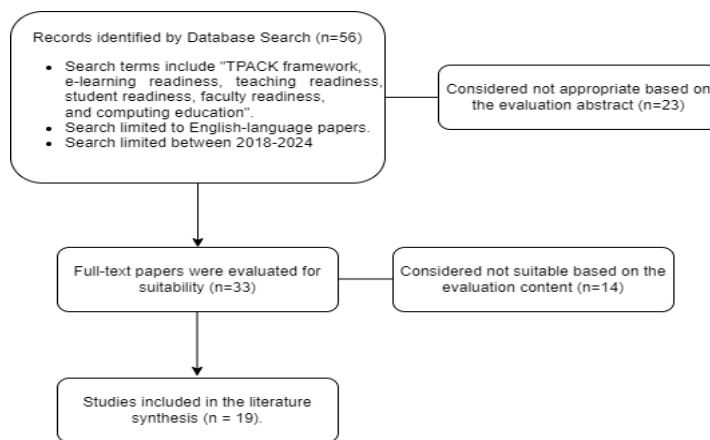 Records identified by Database Search (n=56)
• Search terms include "TPACK framework,
e-learning readiness, teaching readiness,
student readiness, faculty readiness,
and computing education".
• Search limited to English-language papers.
• Search limited between 2018-2024
Considered not appropriate based on
the evaluation abstract (n=23)
Full-text papers were evaluated for
suitability (n=33)
Considered not suitable based on the
evaluation content (n=14)
Studies included in the literature
synthesis (n = 19).